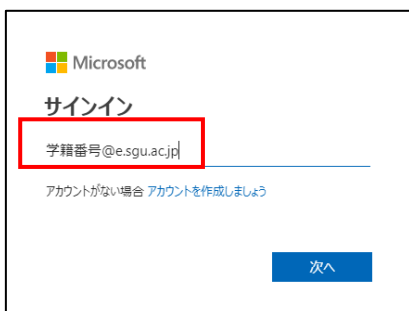 Microsoft
サインイン
学籍番号@e.sgu.ac.jp
アカウントがない場合 アカウントを作成しましょう
次へ